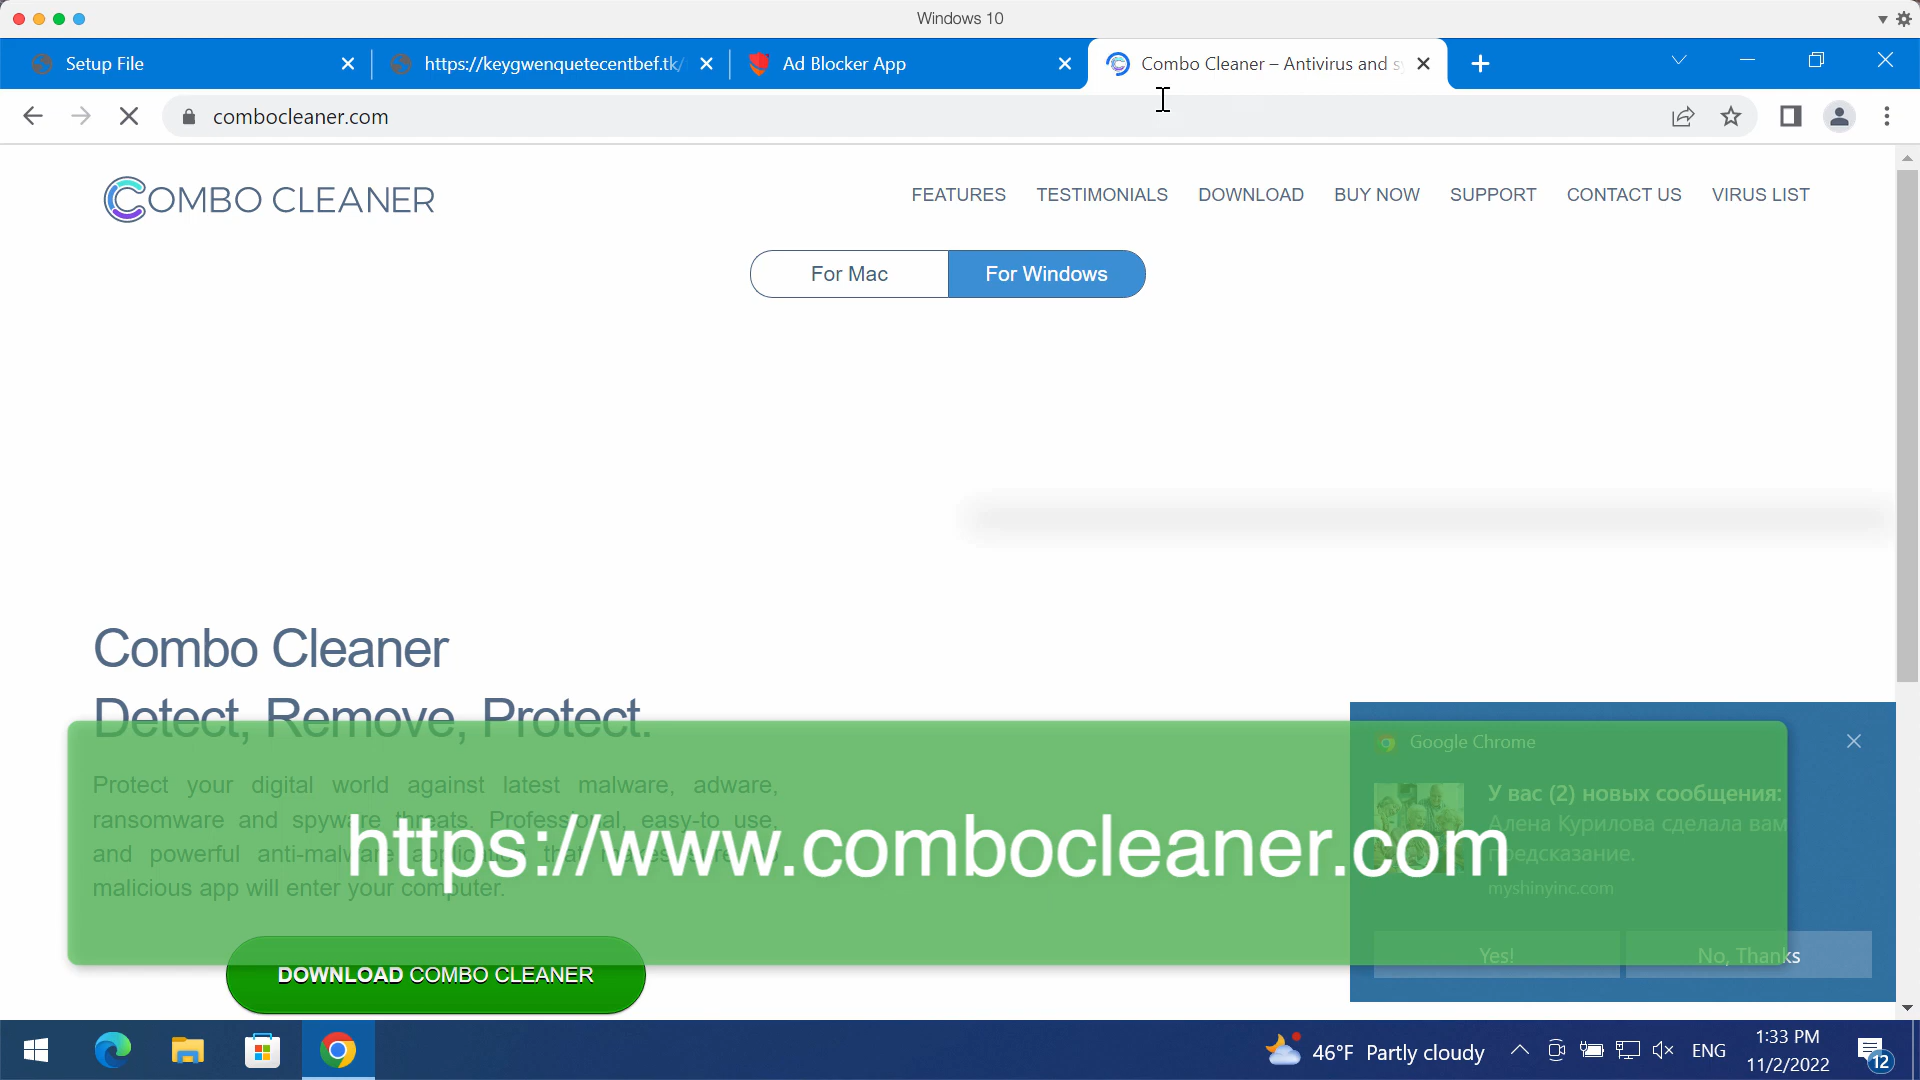 Windows 10
Setup File
https://keygwenquetecentbef.tk/
Ad Blocker App
Combo Cleaner – Antivirus and s
combocleaner.com
COMBO CLEANER
FEATURES
TESTIMONIALS
DOWNLOAD
BUY NOW
SUPPORT
CONTACT US
VIRUS LIST
For Mac
For Windows
Combo Cleaner
Detect, Remove, Protect.
Protect your digital world against latest malware, adware,
ransomware and spyware threats. Professional, easy-to use,
and powerful anti-malware application that makes sure no
malicious app will enter your computer.
DOWNLOAD COMBO CLEANER
https://www.combocleaner.com
Google Chrome
У вас (2) новых сообщения:
Алена Курилова сделала вам
предсказание.
myshinyinc.com
Yes!
No, Thanks
46°F Partly cloudy
ENG
1:33 PM
11/2/2022
12